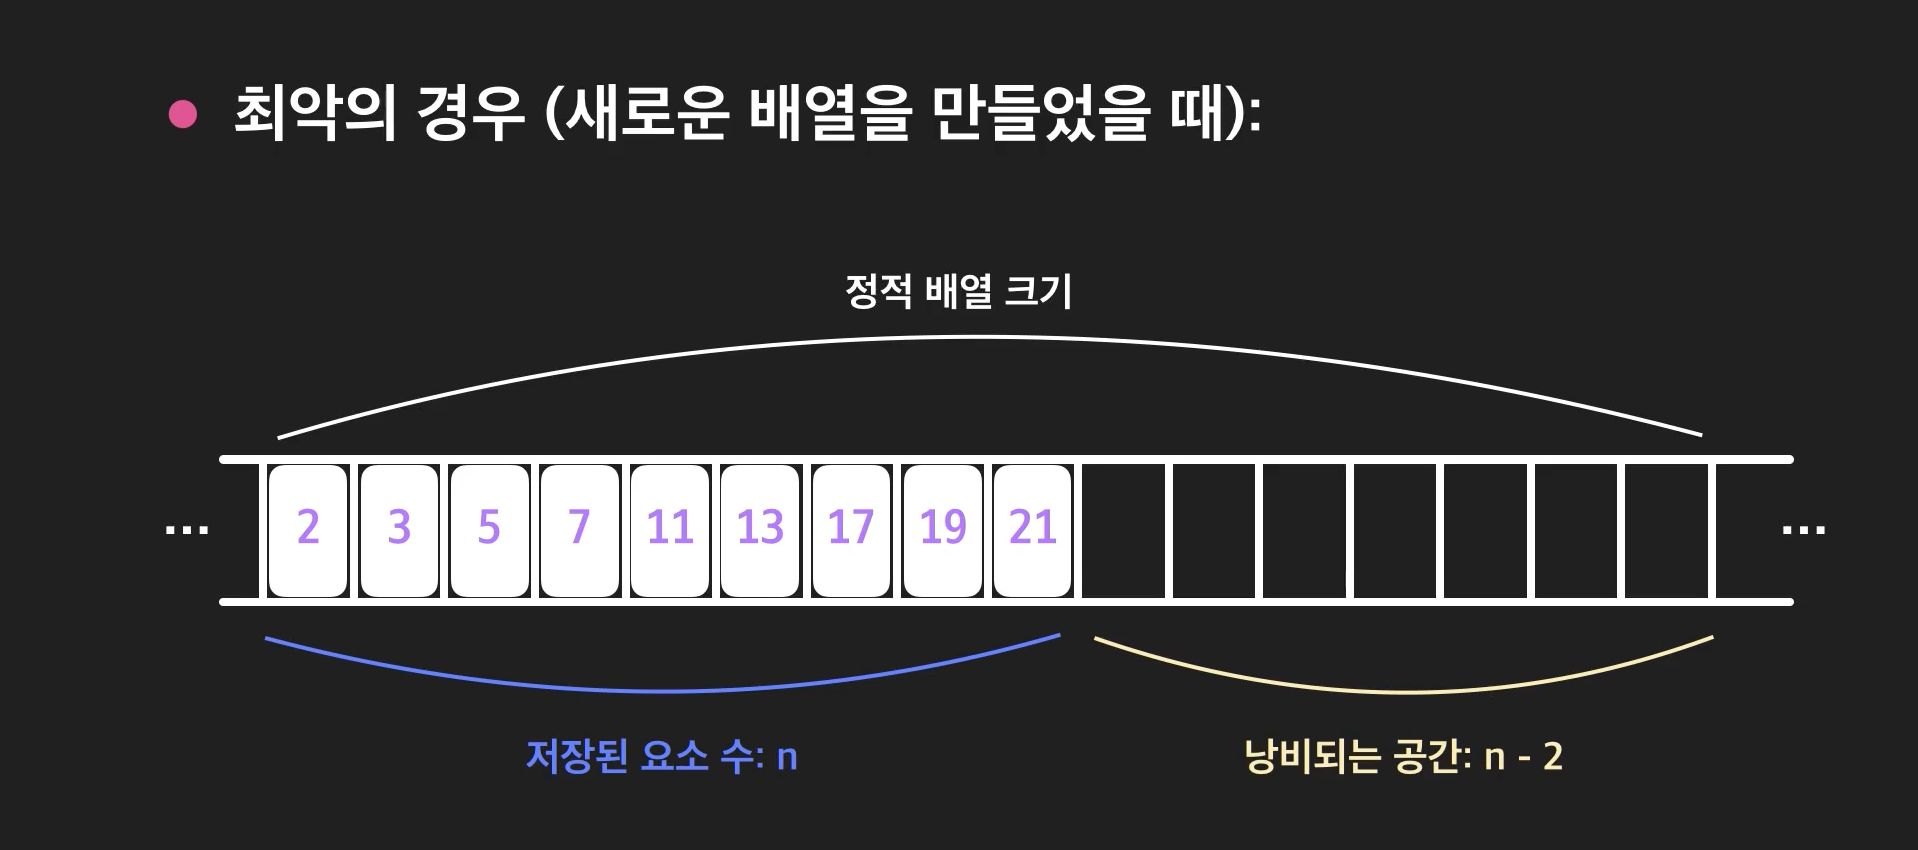 최악의 경우 (새로운 배열을 만들었을 때):
정적 배열 크기
... 2 3 5 7 11 13 17 19 21 ...
저장된 요소 수: n 낭비되는 공간: n - 2